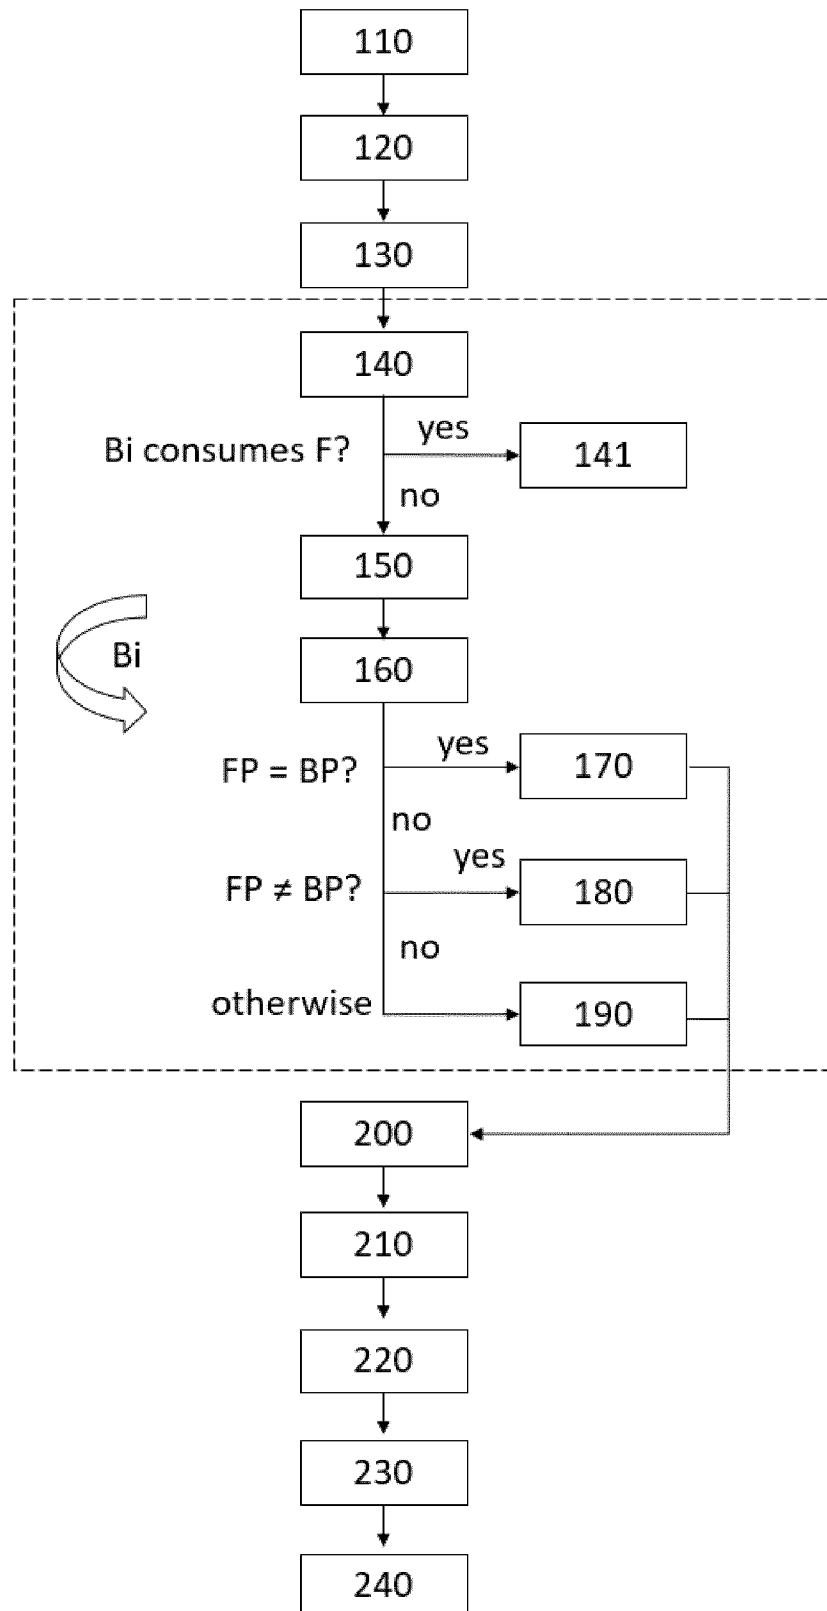 110
120
130
140
Bi consumes F?
yes
141
no
150
Bi
160
FP = BP?
yes
170
no
FP ≠ BP?
yes
180
no
otherwise
190
200
210
220
230
240